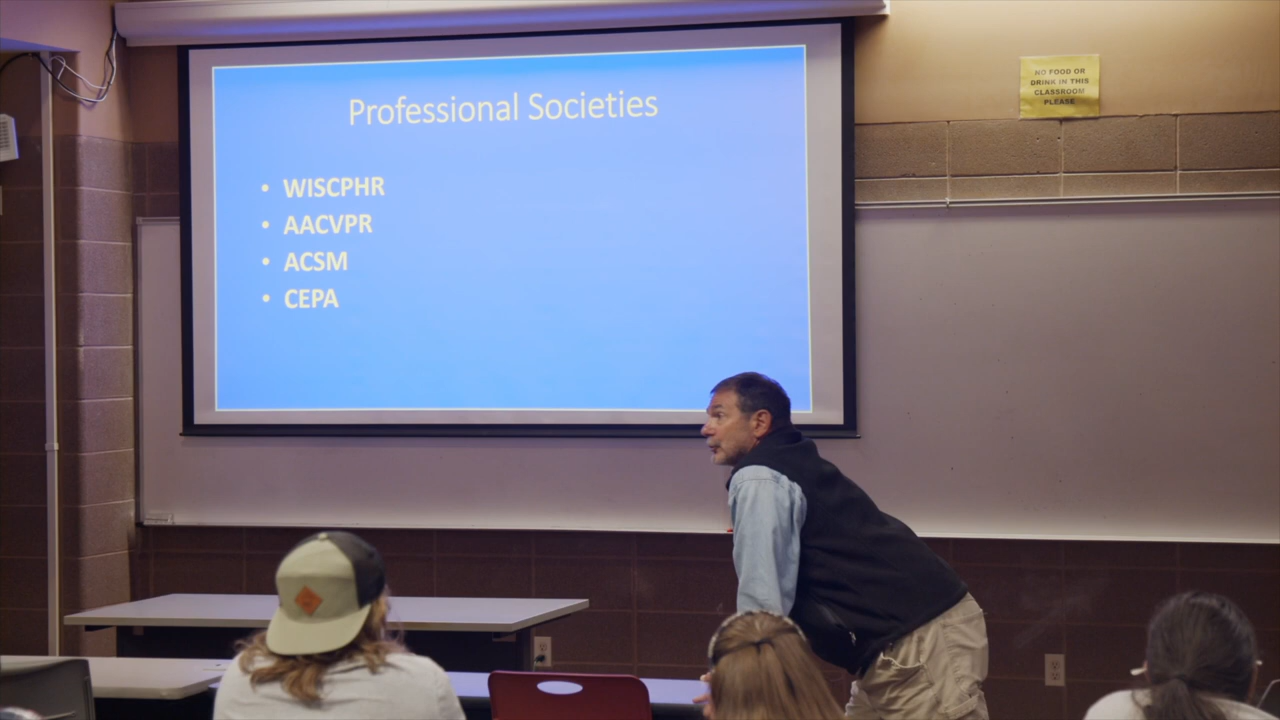 Professional Societies
• WISCPHR
• AACVPR
• ACSM
• CEPA
NO FOOD OR
DRINK IN THIS
CLASSROOM
PLEASE